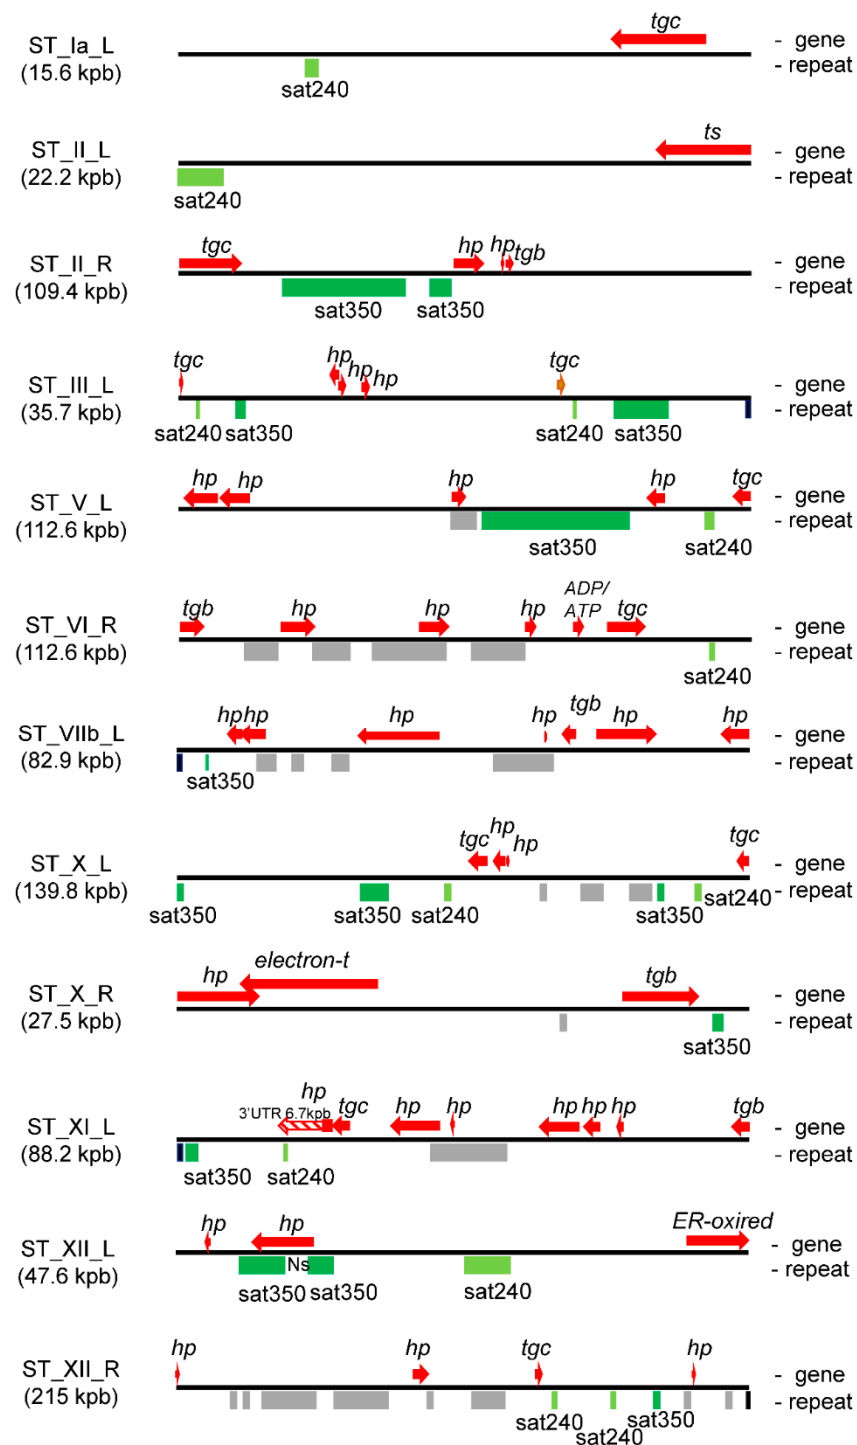 tgc
ST_Ia_L - gene
(15.6 kpb) - repeat
sat240
ts
ST_II_L - gene
(22.2 kpb) - repeat
sat240
tgc hp hp tgb
ST_II_R - gene
(109.4 kpb) - repeat
sat350 sat350
tgc hp hp hp tgc
ST_III_L - gene
(35.7 kpb) - repeat
sat240 sat350 sat240 sat350
hp hp hp hp tgc
ST_V_L - gene
(112.6 kpb) - repeat
sat350 sat240
ADP/
tgb hp hp hp ATP tgc
ST_VI_R - gene
(112.6 kpb) - repeat
sat240
hp hp hp hp tgb hp hp
ST_VIIb_L - gene
(82.9 kpb) - repeat
sat350
tgc hp hp tgc
ST_X_L - gene
(139.8 kpb) - repeat
sat350 sat350 sat240 sat350 sat240
hp electron-t tgb
ST_X_R - gene
(27.5 kpb) - repeat
sat350
hp
3'UTR 6.7kpb tgc hp hp hp hp hp tgb
ST_XI_L - gene
(88.2 kpb) - repeat
sat350 sat240
hp hp ER-oxired
ST_XII_L - gene
(47.6 kpb) Ns - repeat
sat350 sat350 sat240
hp hp tgc hp
ST_XII_R - gene
(215 kpb) - repeat
sat240 sat240 sat350